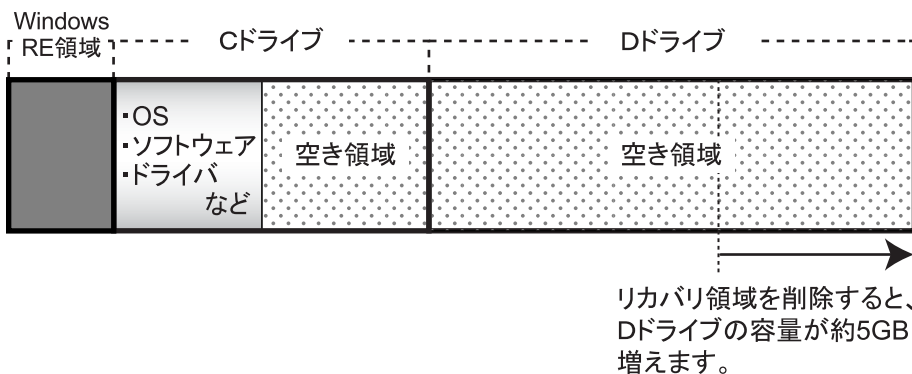 Windows
RE領域
Cドライブ
Dドライブ
・OS
・ソフトウェア
・ドライバ
など
空き領域
空き領域
リカバリ領域を削除すると、
Dドライブの容量が約5GB
増えます。